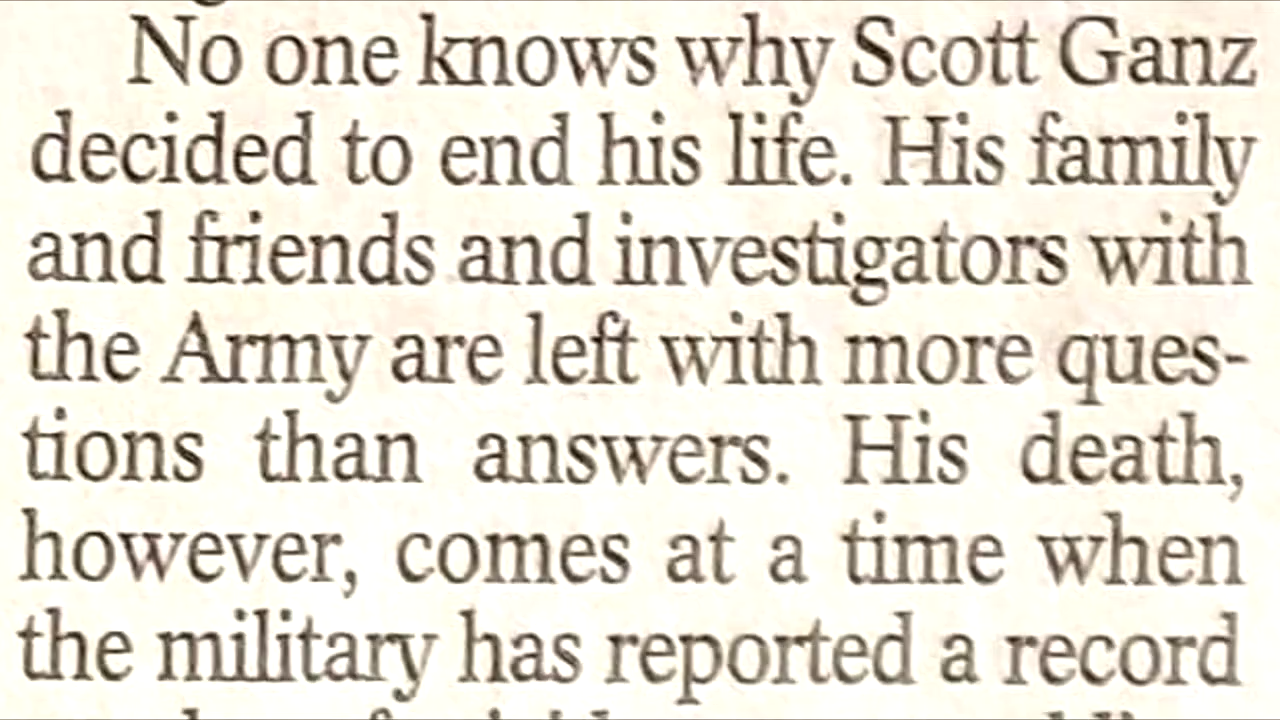 No one knows why Scott Ganz
decided to end his life. His family
and friends and investigators with
the Army are left with more ques-
tions than answers. His death,
however, comes at a time when
the military has reported a record